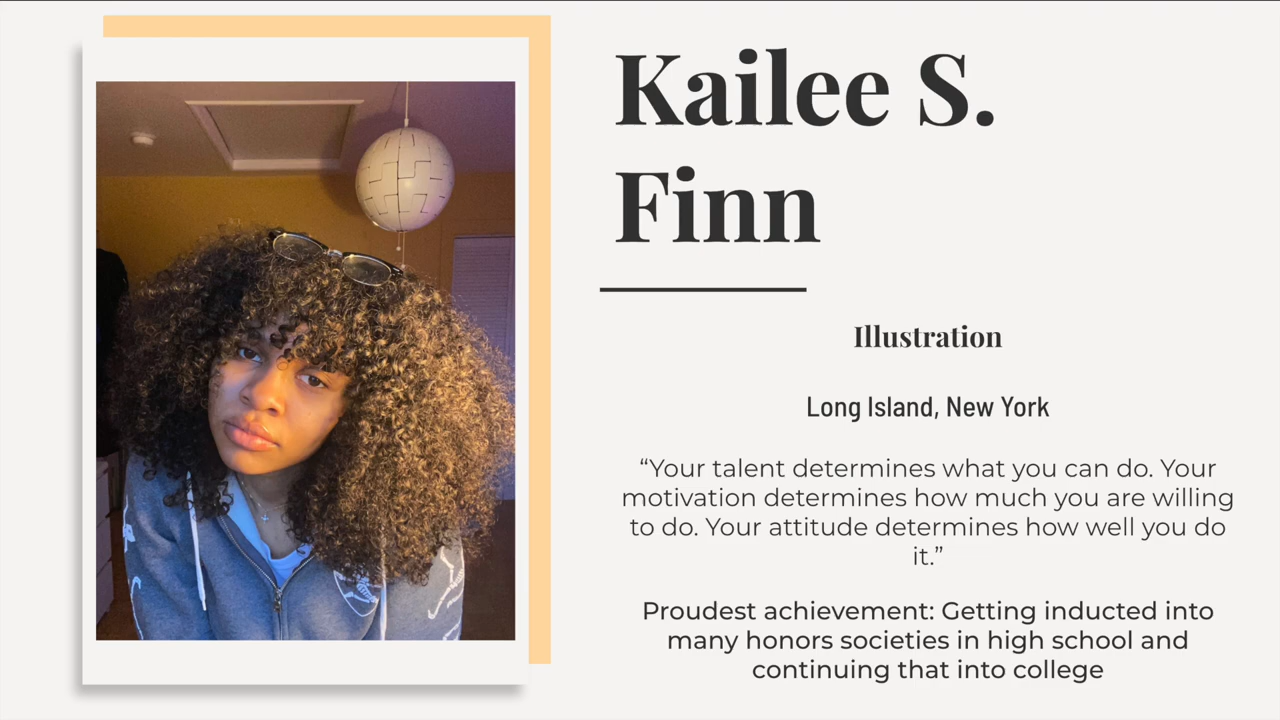 Kailee S.
Finn
Illustration
Long Island, New York
“Your talent determines what you can do. Your
motivation determines how much you are willing
to do. Your attitude determines how well you do
it.”
Proudest achievement: Getting inducted into
many honors societies in high school and
continuing that into college